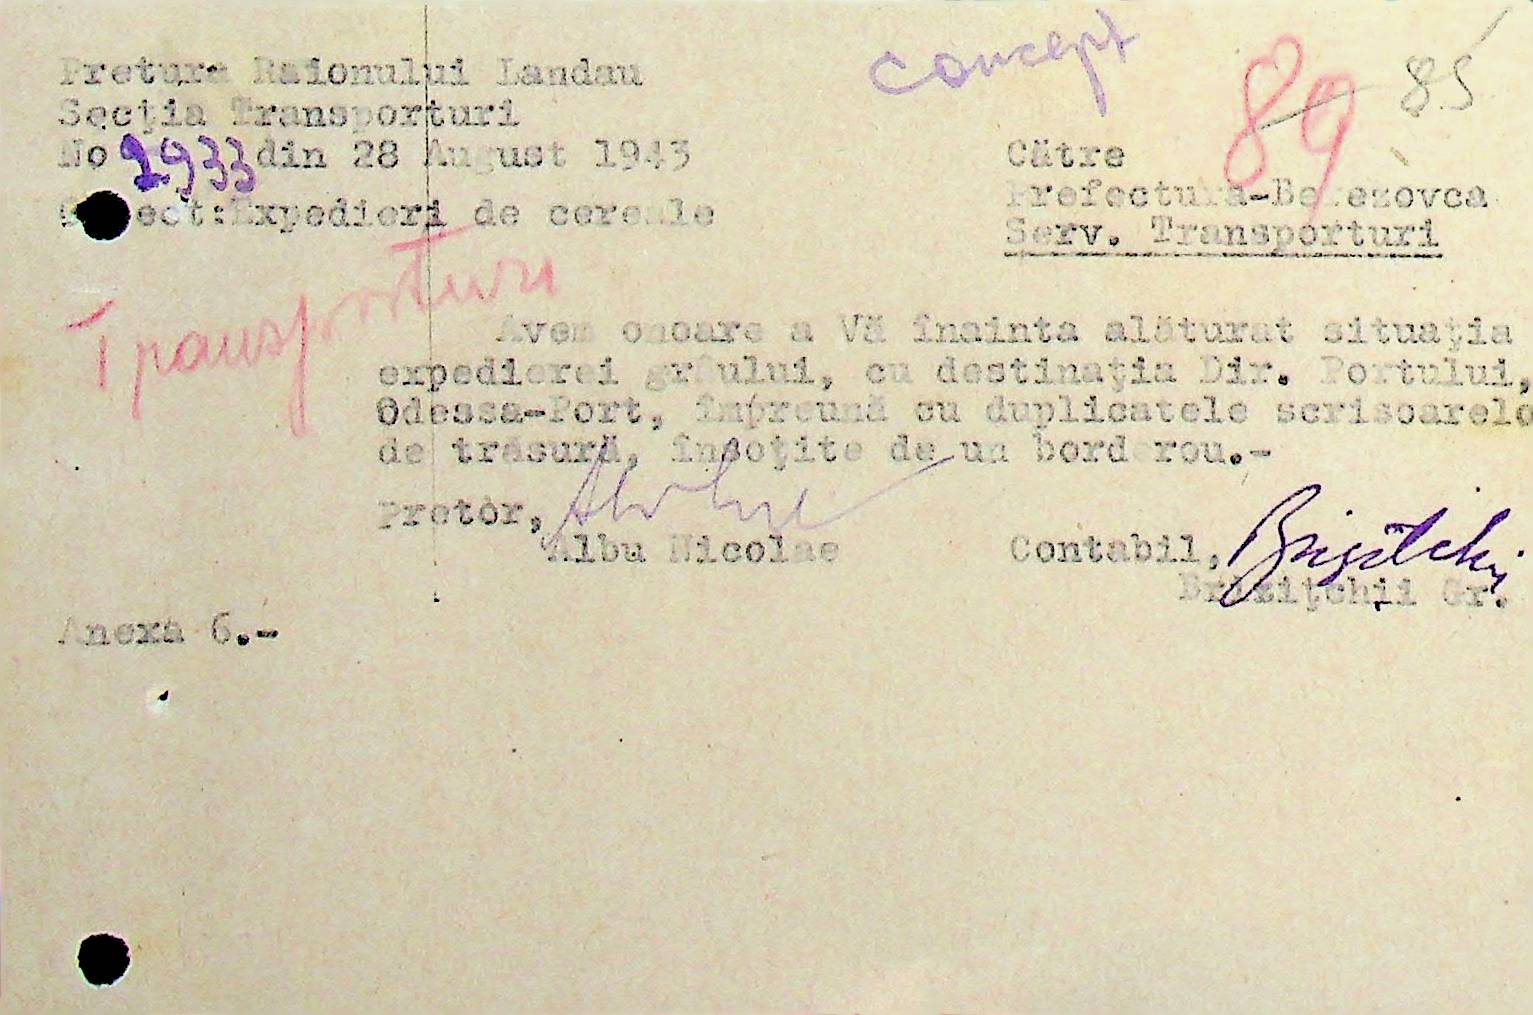 concept
89 85
Pretura Raionului Landau
Secția Transporturi
No 2933 din 28 August 1943
Obiect:Expedieri de cereale
Către
Prefectura-Berezovca
Serv. Transporturi
Transporturi
Avem onoare a Vă înainta alăturat situația
expedierei grâului, cu destinația Dir. Portului,
Odessa-Port, împreună cu duplicatele scrisoarelo
de trăsură, însoțite de un borderou.-
Pretor,
Albu Nicolae
Contabil,
Gr.
Anexa 6.-